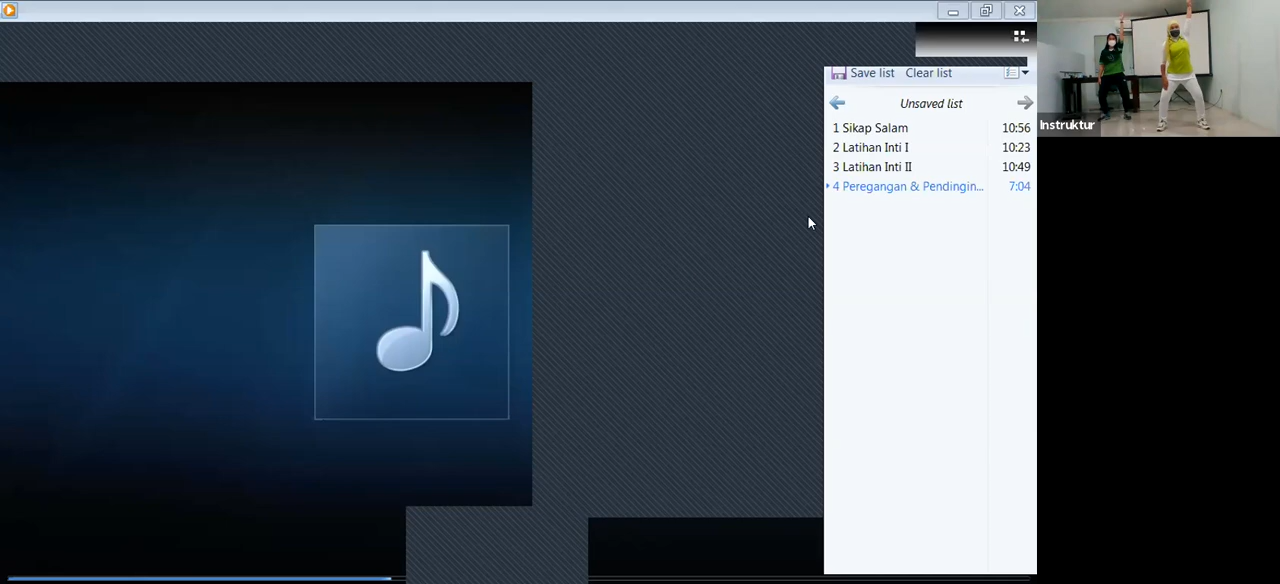 Save list Clear list
Unsaved list
1 Sikap Salam 10:56
2 Latihan Inti I 10:23
3 Latihan Inti II 10:49
4 Peregangan & Pendingin... 7:04
Instruktur